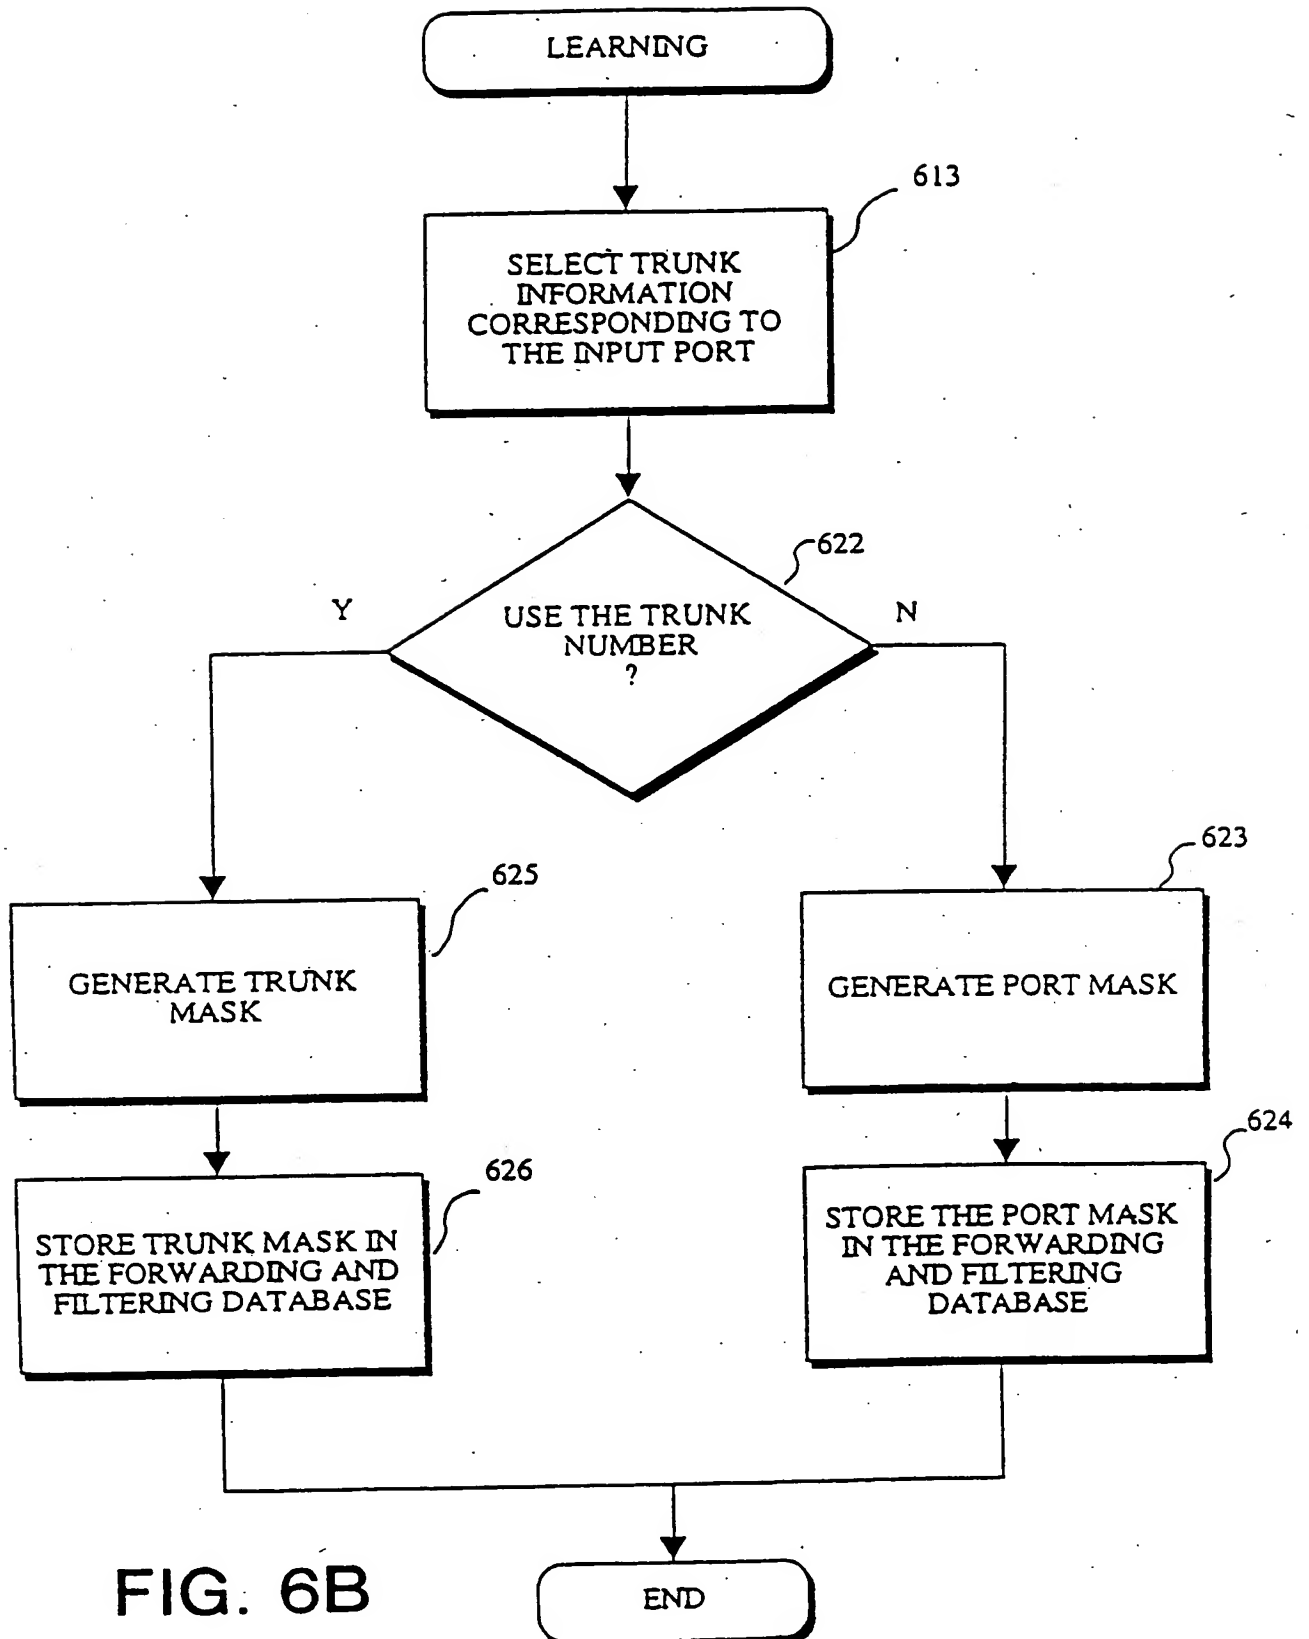 LEARNING
613
SELECT TRUNK
INFORMATION
CORRESPONDING TO
THE INPUT PORT
622
Y
USE THE TRUNK
NUMBER
?
N
625
GENERATE TRUNK
MASK
623
GENERATE PORT MASK
626
STORE TRUNK MASK IN
THE FORWARDING AND
FILTERING DATABASE
624
STORE THE PORT MASK
IN THE FORWARDING
AND FILTERING
DATABASE
END
FIG. 6B